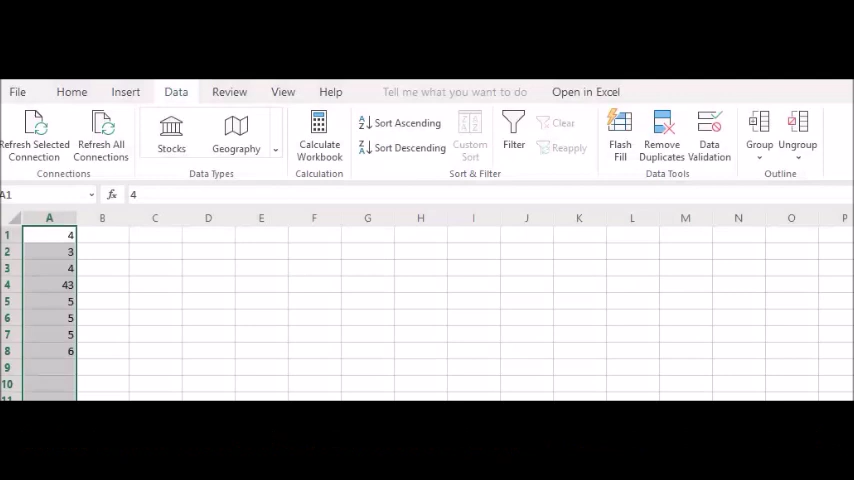 File Home Insert Data Review View Help Tell me what you want to do Open in Excel
Refresh Selected Connection
Refresh All Connections
Connections
Stocks
Geography
Data Types
Calculate Workbook
Calculation
Sort Ascending
Sort Descending
Custom Sort
Filter
Clear
Reapply
Sort & Filter
Flash Fill
Remove Duplicates
Data Validation
Data Tools
Group
Ungroup
Outline
A1 fx 4
A B C D E F G H I J K L M N O P
1 4
2 3
3 4
4 43
5 5
6 5
7 5
8 6
9
10